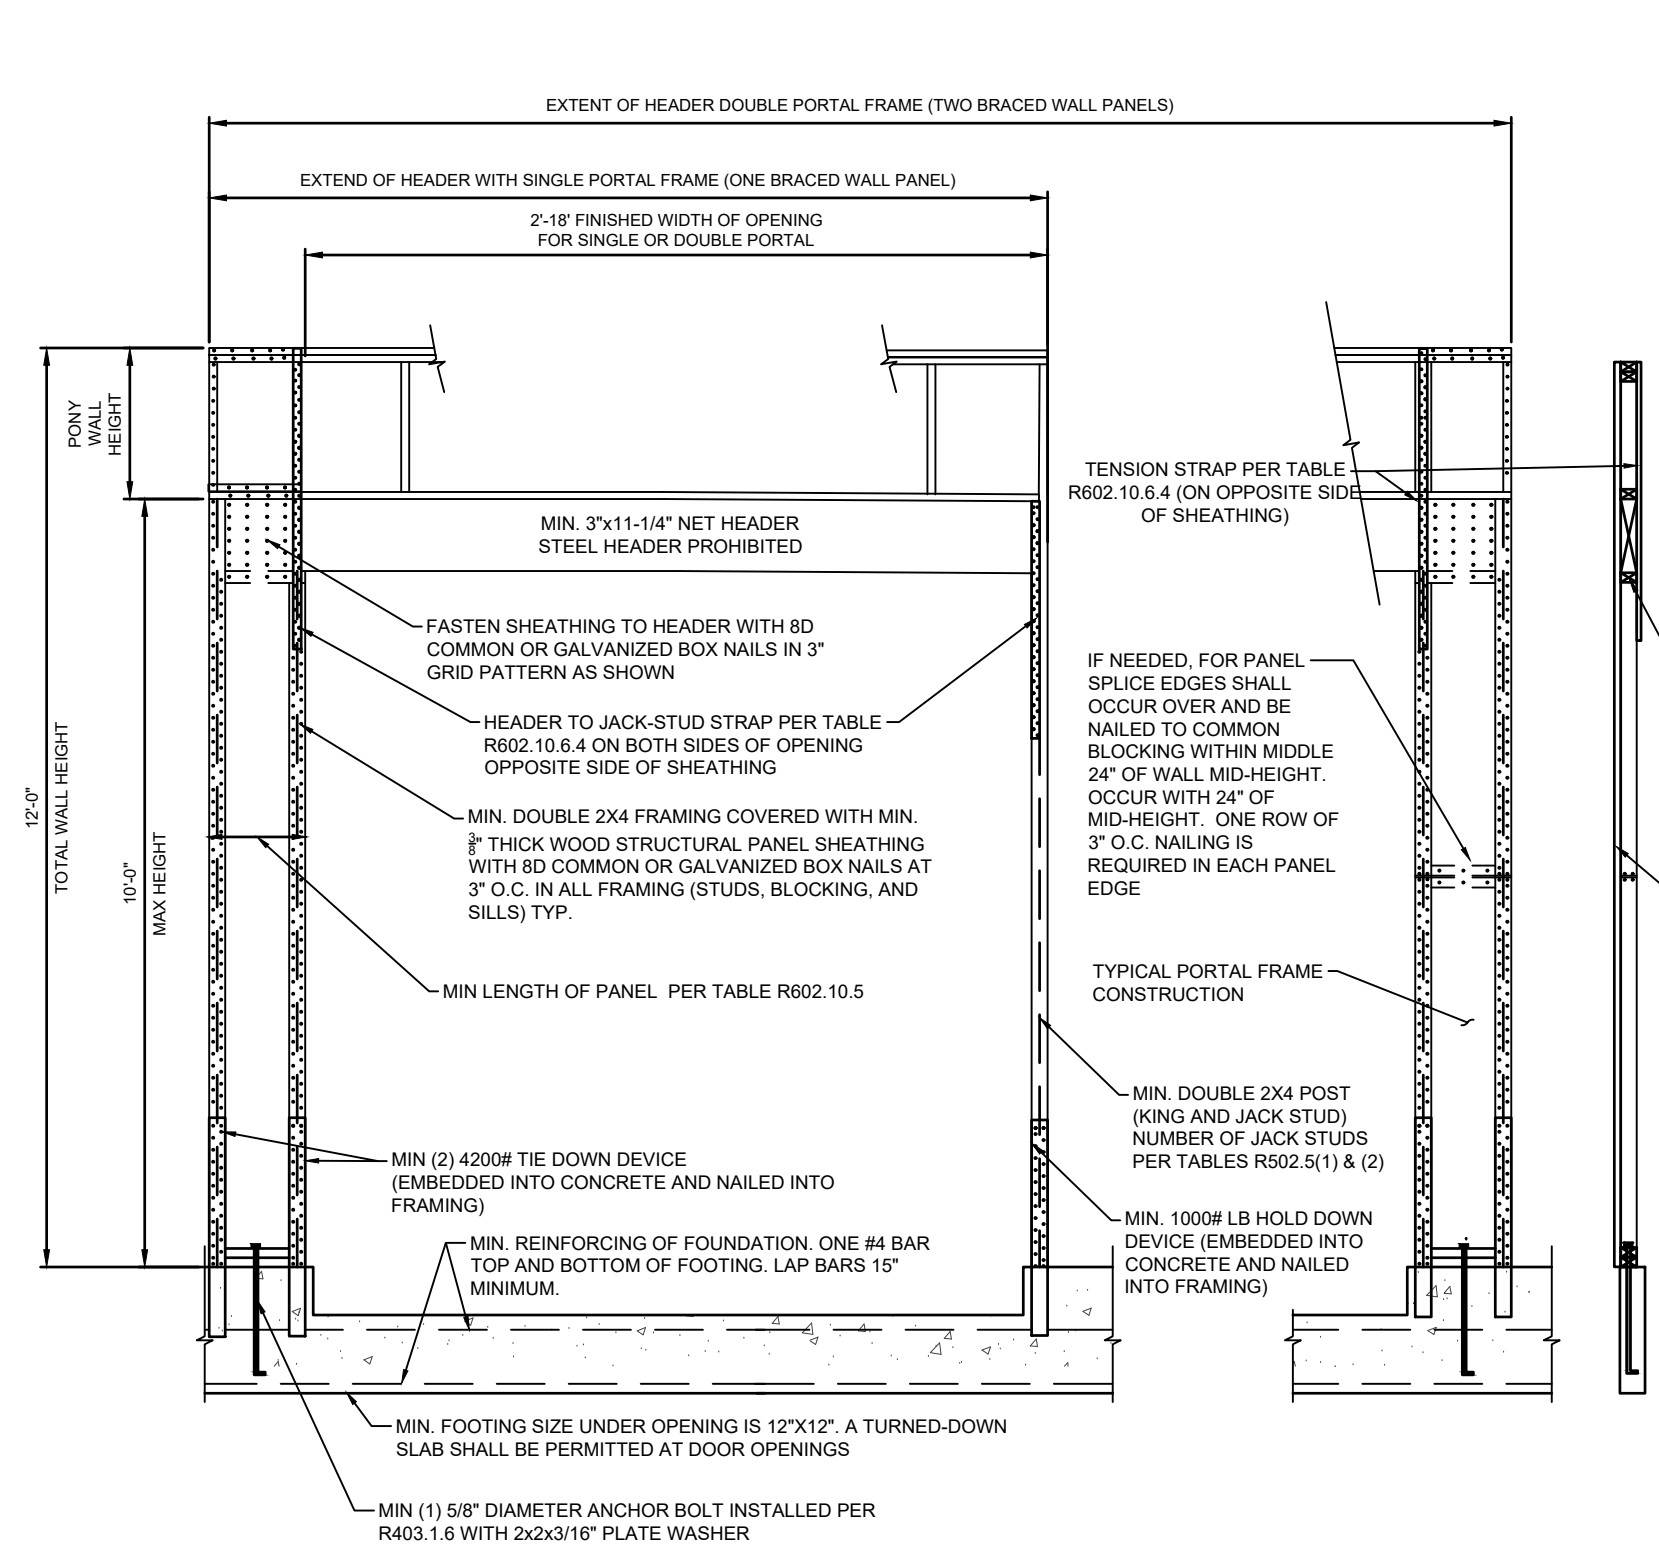 EXTENT OF HEADER DOUBLE PORTAL FRAME (TWO BRACED WALL PANELS)
EXTEND OF HEADER WITH SINGLE PORTAL FRAME (ONE BRACED WALL PANEL)
2'-18' FINISHED WIDTH OF OPENING
FOR SINGLE OR DOUBLE PORTAL
PONY
WALL
HEIGHT
12'-0"
TOTAL WALL HEIGHT
10'-0"
MAX HEIGHT
MIN. 3"x11-1/4" NET HEADER
STEEL HEADER PROHIBITED
TENSION STRAP PER TABLE
R602.10.6.4 (ON OPPOSITE SIDE
OF SHEATHING)
FASTEN SHEATHING TO HEADER WITH 8D
COMMON OR GALVANIZED BOX NAILS IN 3"
GRID PATTERN AS SHOWN
HEADER TO JACK-STUD STRAP PER TABLE
R602.10.6.4 ON BOTH SIDES OF OPENING
OPPOSITE SIDE OF SHEATHING
MIN. DOUBLE 2X4 FRAMING COVERED WITH MIN.
3/8" THICK WOOD STRUCTURAL PANEL SHEATHING
WITH 8D COMMON OR GALVANIZED BOX NAILS AT
3" O.C. IN ALL FRAMING (STUDS, BLOCKING, AND
SILLS) TYP.
MIN LENGTH OF PANEL PER TABLE R602.10.5
IF NEEDED, FOR PANEL
SPLICE EDGES SHALL
OCCUR OVER AND BE
NAILED TO COMMON
BLOCKING WITHIN MIDDLE
24" OF WALL MID-HEIGHT.
OCCUR WITH 24" OF
MID-HEIGHT. ONE ROW OF
3" O.C. NAILING IS
REQUIRED IN EACH PANEL
EDGE
TYPICAL PORTAL FRAME
CONSTRUCTION
MIN. DOUBLE 2X4 POST
(KING AND JACK STUD)
NUMBER OF JACK STUDS
PER TABLES R502.5(1) & (2)
MIN (2) 4200# TIE DOWN DEVICE
(EMBEDDED INTO CONCRETE AND NAILED INTO
FRAMING)
MIN. 1000# LB HOLD DOWN
DEVICE (EMBEDDED INTO
CONCRETE AND NAILED
INTO FRAMING)
MIN. REINFORCING OF FOUNDATION. ONE #4 BAR
TOP AND BOTTOM OF FOOTING. LAP BARS 15"
MINIMUM.
MIN. FOOTING SIZE UNDER OPENING IS 12"X12". A TURNED-DOWN
SLAB SHALL BE PERMITTED AT DOOR OPENINGS
MIN (1) 5/8" DIAMETER ANCHOR BOLT INSTALLED PER
R403.1.6 WITH 2x2x3/16" PLATE WASHER